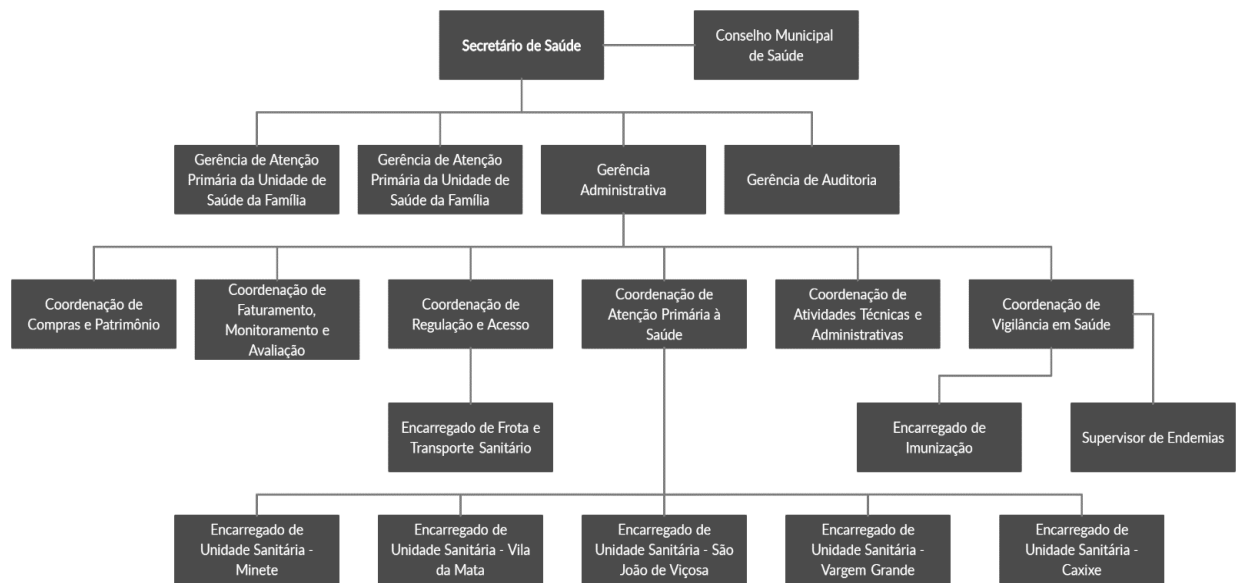 Secretário de Saúde
Conselho Municipal
de Saúde
Gerência de Atenção
Primária da Unidade de
Saúde da Família
Gerência de Atenção
Primária da Unidade de
Saúde da Família
Gerência
Administrativa
Gerência de Auditoria
Coordenação de
Compras e Patrimônio
Coordenação de
Faturamento,
Monitoramento e
Avaliação
Coordenação de
Regulação e Acesso
Coordenação de
Atenção Primária à
Saúde
Coordenação de
Atividades Técnicas e
Administrativas
Coordenação de
Vigilância em Saúde
Encarregado de Frota e
Transporte Sanitário
Encarregado de
Imunização
Supervisor de Endemias
Encarregado de
Unidade Sanitária -
Minete
Encarregado de
Unidade Sanitária - Vila
da Mata
Encarregado de
Unidade Sanitária - São
João de Viçosa
Encarregado de
Unidade Sanitária -
Vargem Grande
Encarregado de
Unidade Sanitária -
Caxixe